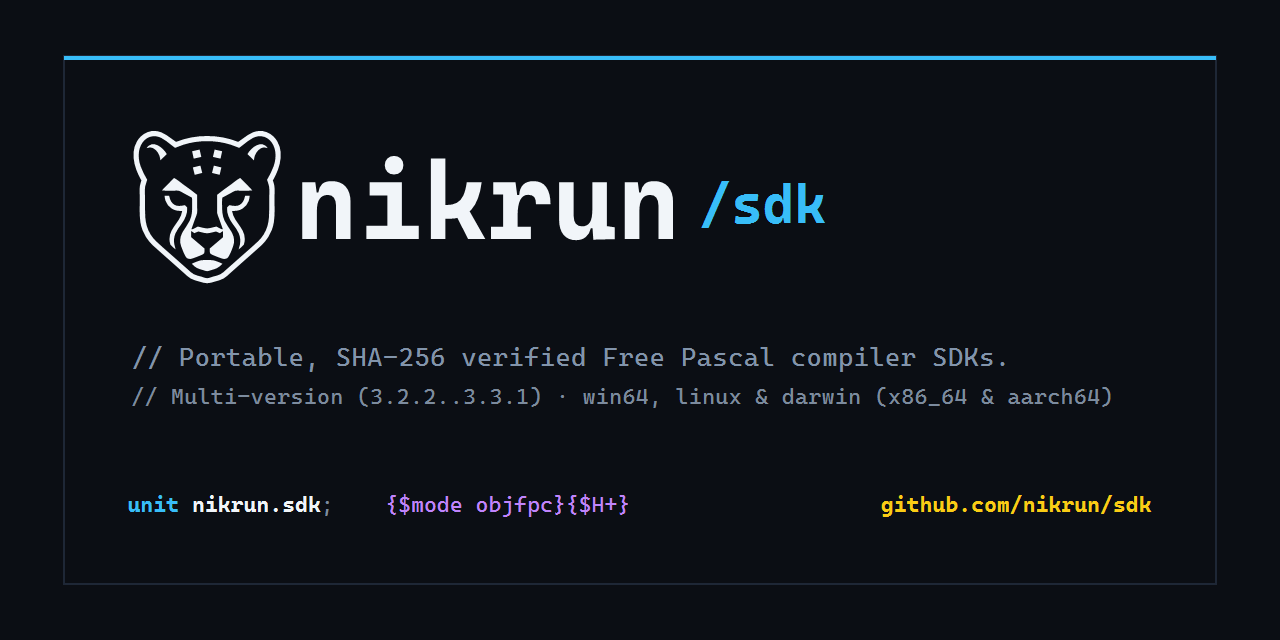 nikrun /sdk
// Portable, SHA-256 verified Free Pascal compiler SDKs.
// Multi-version (3.2.2..3.3.1) · win64, linux & darwin (x86_64 & aarch64)
unit nikrun.sdk; {$mode objfpc}{$H+} github.com/nikrun/sdk